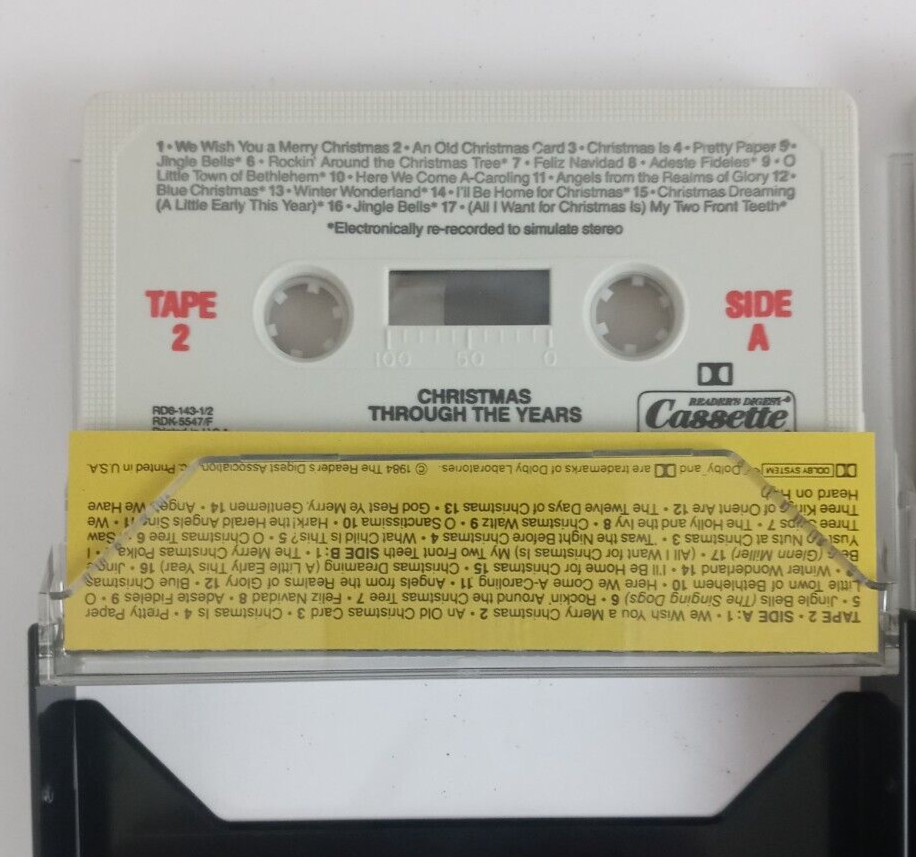 1 • We Wish You a Merry Christmas 2 • An Old Christmas Card 3 • Christmas Is 4 • Pretty Paper 5 •
Jingle Bells* 6 • Rockin' Around the Christmas Tree* 7 • Feliz Navidad 8 • Adeste Fideles* 9 • O
Little Town of Bethlehem* 10 • Here We Come A-Caroling 11 • Angels from the Realms of Glory 12 •
Blue Christmas* 13 • Winter Wonderland* 14 • I'll Be Home for Christmas* 15 • Christmas Dreaming
(A Little Early This Year)* 16 • Jingle Bells* 17 • (All I Want for Christmas Is) My Two Front Teeth*
*Electronically re-recorded to simulate stereo
TAPE
2
SIDE
A
100 50 0
CHRISTMAS
THROUGH THE YEARS
RD6-143-1/2
RDK-5547/F
Printed in U.S.A.
READER'S DIGEST®
Cassette
TAPE 2 • SIDE A: 1 • We Wish You a Merry Christmas 2 • An Old Christmas Card 3 • Christmas Is 4 • Pretty Paper
5 • Jingle Bells (The Singing Dogs) 6 • Rockin' Around the Christmas Tree 7 • Feliz Navidad 8 • Adeste Fideles 9 • O
Little Town of Bethlehem 10 • Here We Come A-Caroling 11 • Angels from the Realms of Glory 12 • Blue Christmas
• Winter Wonderland 14 • I'll Be Home for Christmas 15 • Christmas Dreaming (A Little Early This Year) 16 • Jingle
Bells (Glenn Miller) 17 • (All I Want for Christmas Is) My Two Front Teeth SIDE B: 1 • The Merry Christmas Polka • I
Yust Go Nuts at Christmas 3 • 'Twas the Night Before Christmas 4 • What Child Is This? 5 • O Christmas Tree 6 • Saw
Three Ships 7 • The Holly and the Ivy 8 • Christmas Waltz 9 • O Sanctissima 10 • Hark! the Herald Angels Sing 11 • We
Three Kings of Orient Are 12 • The Twelve Days of Christmas 13 • God Rest Ye Merry, Gentlemen 14 • Angels We Have
Heard on High
DOLBY SYSTEM "Dolby" and are trademarks of Dolby Laboratories. © 1984 The Reader's Digest Association, Printed in U.S.A.